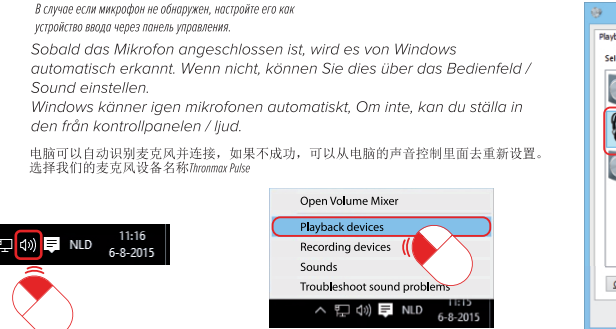 В случае если микрофон не обнаружен, настройте его как
устройство ввода через панель управления.
Sobald das Mikrofon angeschlossen ist, wird es von Windows
automatisch erkannt. Wenn nicht, können Sie dies über das Bedienfeld /
Sound einstellen.
Windows känner igen mikrofonen automatiskt, Om inte, kan du ställa in
den från kontrollpanelen / ljud.
电脑可以自动识别麦克风并连接，如果不成功，可以从电脑的声音控制里面去重新设置。
选择我们的麦克风设备名称Thronmax Pulse
NLD
11:16
6-8-2015
Open Volume Mixer
Playback devices
Recording devices
Sounds
Troubleshoot sound problems
NLD
11:15
6-8-2015